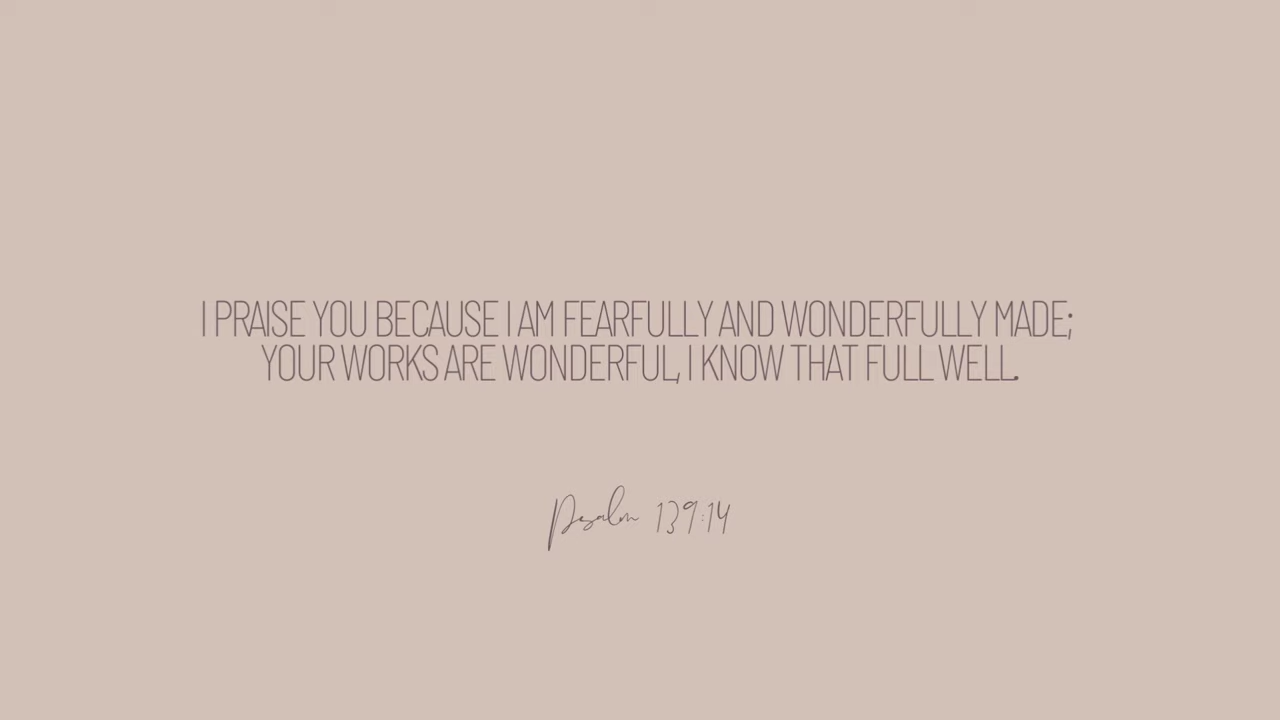 I PRAISE YOU BECAUSE I AM FEARFULLY AND WONDERFULLY MADE;
YOUR WORKS ARE WONDERFUL, I KNOW THAT FULL WELL.
Psalm 139:14